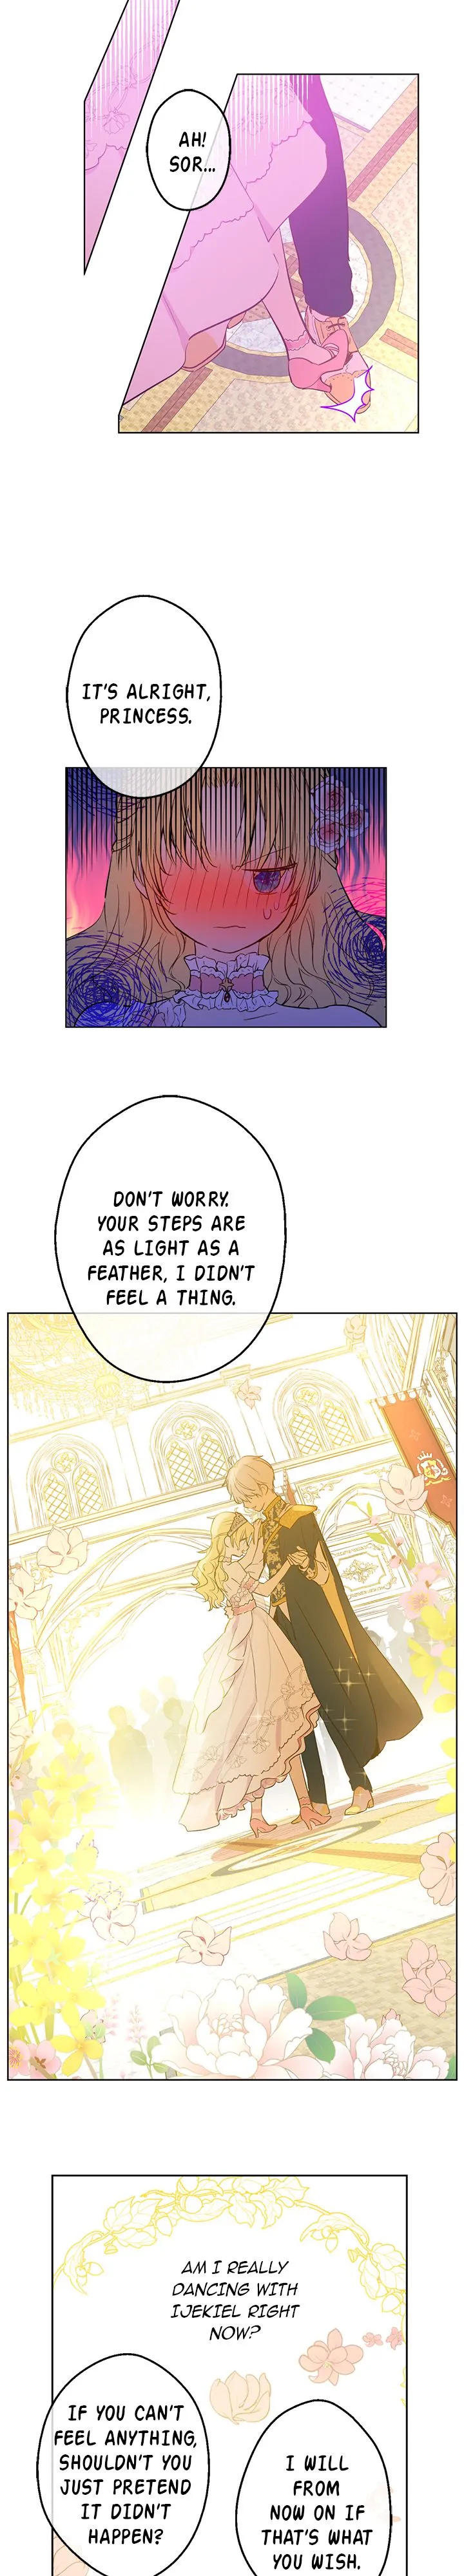 AH!
SOR...
IT'S ALRIGHT,
PRINCESS.
DON'T WORRY.
YOUR STEPS ARE
AS LIGHT AS A
FEATHER, I DIDN'T
FEEL A THING.
AM I REALLY
DANCING WITH
IJEKIEL RIGHT
NOW?
IF YOU CAN'T
FEEL ANYTHING,
SHOULDN'T YOU
JUST PRETEND
IT DIDN'T
HAPPEN?
I WILL
FROM
NOW ON IF
THAT'S WHAT
YOU WISH.